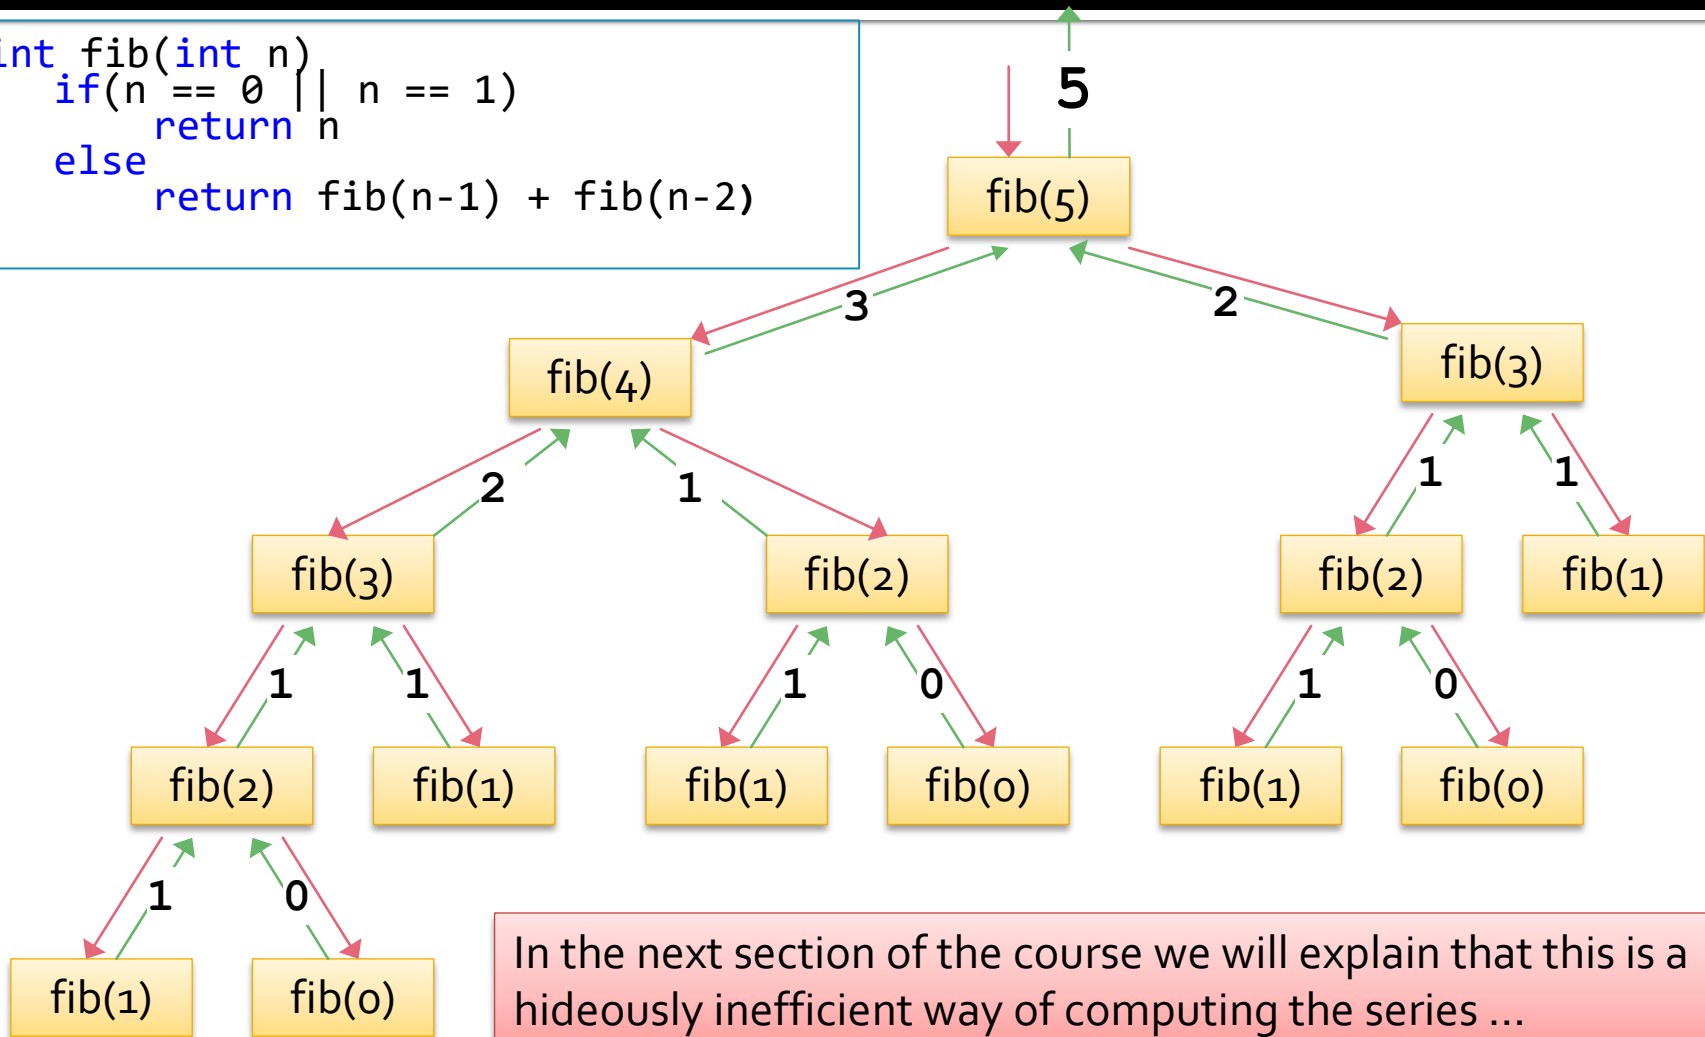 int fib(int n)
if(n == 0 || n == 1)
return n
else
return fib(n-1) + fib(n-2)
5
fib(5)
3 2
fib(4) fib(3)
2 1 1 1
fib(3) fib(2) fib(2) fib(1)
1 1 1 0 1 0
fib(2) fib(1) fib(1) fib(0) fib(1) fib(0)
1 0
fib(1) fib(0)
In the next section of the course we will explain that this is a
hideously inefficient way of computing the series ...